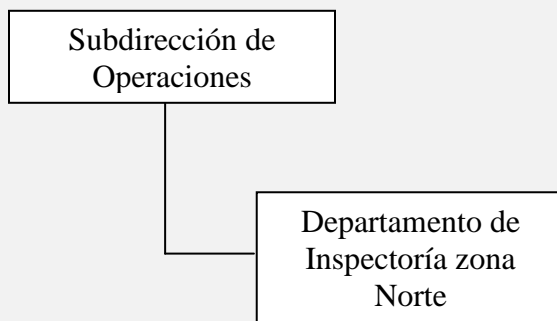 Subdirección de
Operaciones
Departamento de
Inspectoría zona
Norte